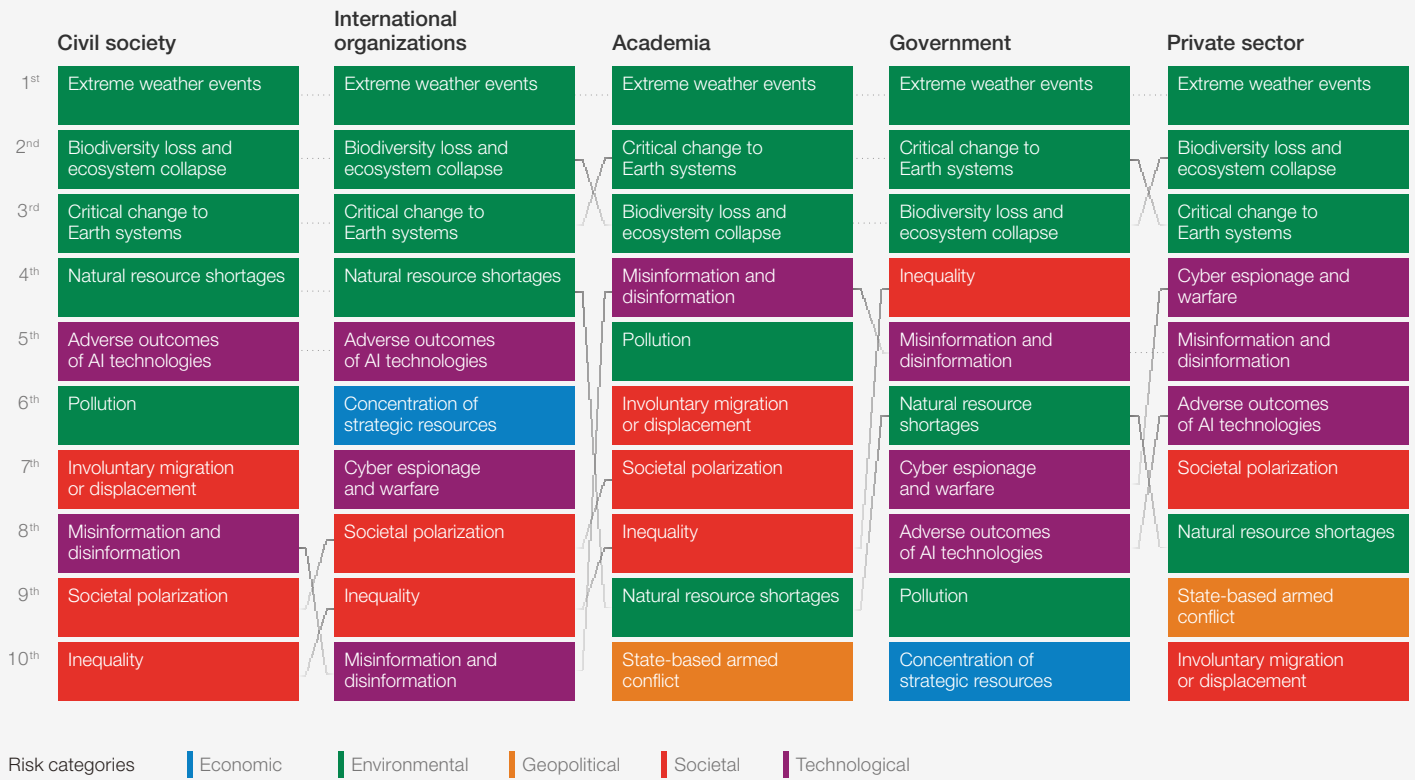 Civil society
International
organizations
Academia
Government
Private sector
1st
Extreme weather events
Extreme weather events
Extreme weather events
Extreme weather events
Extreme weather events
2nd
Biodiversity loss and
ecosystem collapse
Biodiversity loss and
ecosystem collapse
Critical change to
Earth systems
Critical change to
Earth systems
Biodiversity loss and
ecosystem collapse
3rd
Critical change to
Earth systems
Critical change to
Earth systems
Biodiversity loss and
ecosystem collapse
Biodiversity loss and
ecosystem collapse
Critical change to
Earth systems
4th
Natural resource shortages
Natural resource shortages
Misinformation and
disinformation
Inequality
Cyber espionage and
warfare
5th
Adverse outcomes
of AI technologies
Adverse outcomes
of AI technologies
Pollution
Misinformation and
disinformation
Misinformation and
disinformation
6th
Pollution
Concentration of
strategic resources
Involuntary migration
or displacement
Natural resource
shortages
Adverse outcomes
of AI technologies
7th
Involuntary migration
or displacement
Cyber espionage
and warfare
Societal polarization
Cyber espionage
and warfare
Societal polarization
8th
Misinformation and
disinformation
Societal polarization
Inequality
Adverse outcomes
of AI technologies
Natural resource shortages
9th
Societal polarization
Inequality
Natural resource shortages
Pollution
State-based armed
conflict
10th
Inequality
Misinformation and
disinformation
State-based armed
conflict
Concentration of
strategic resources
Involuntary migration
or displacement
Risk categories
Economic
Environmental
Geopolitical
Societal
Technological